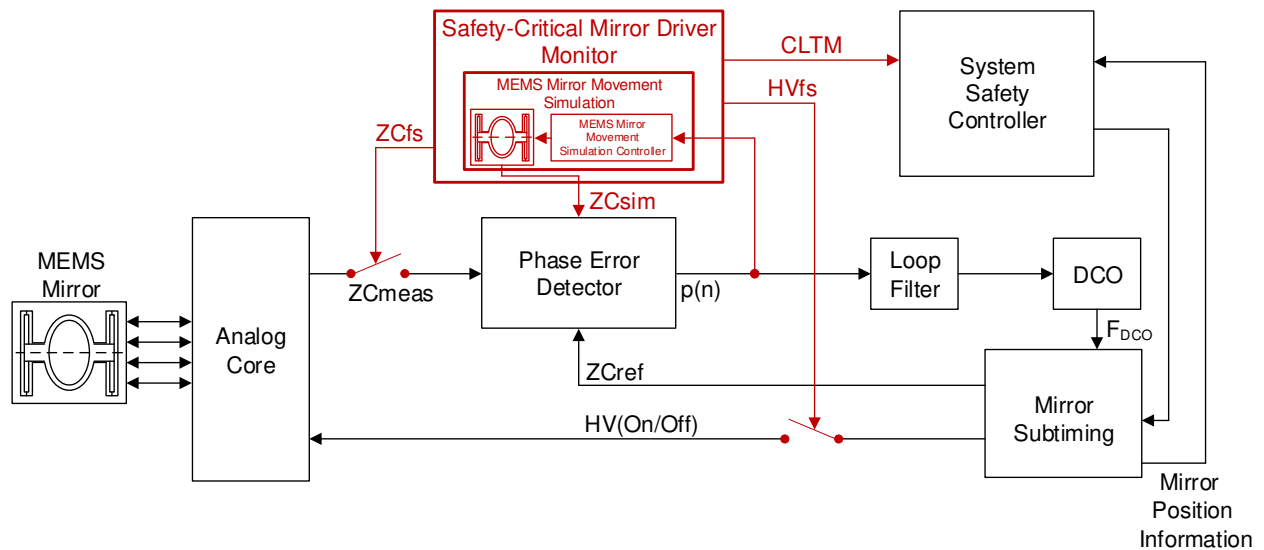 Safety-Critical Mirror Driver
Monitor
MEMS Mirror Movement
Simulation
MEMS Mirror
Movement
Simulation Controller
CLTM
HVfs
System
Safety
Controller
ZCfs
ZCsim
MEMS
Mirror
Analog
Core
ZCmeas
Phase Error
Detector
p(n)
Loop
Filter
DCO
F_DCO
ZCref
HV(On/Off)
Mirror
Subtiming
Mirror
Position
Information